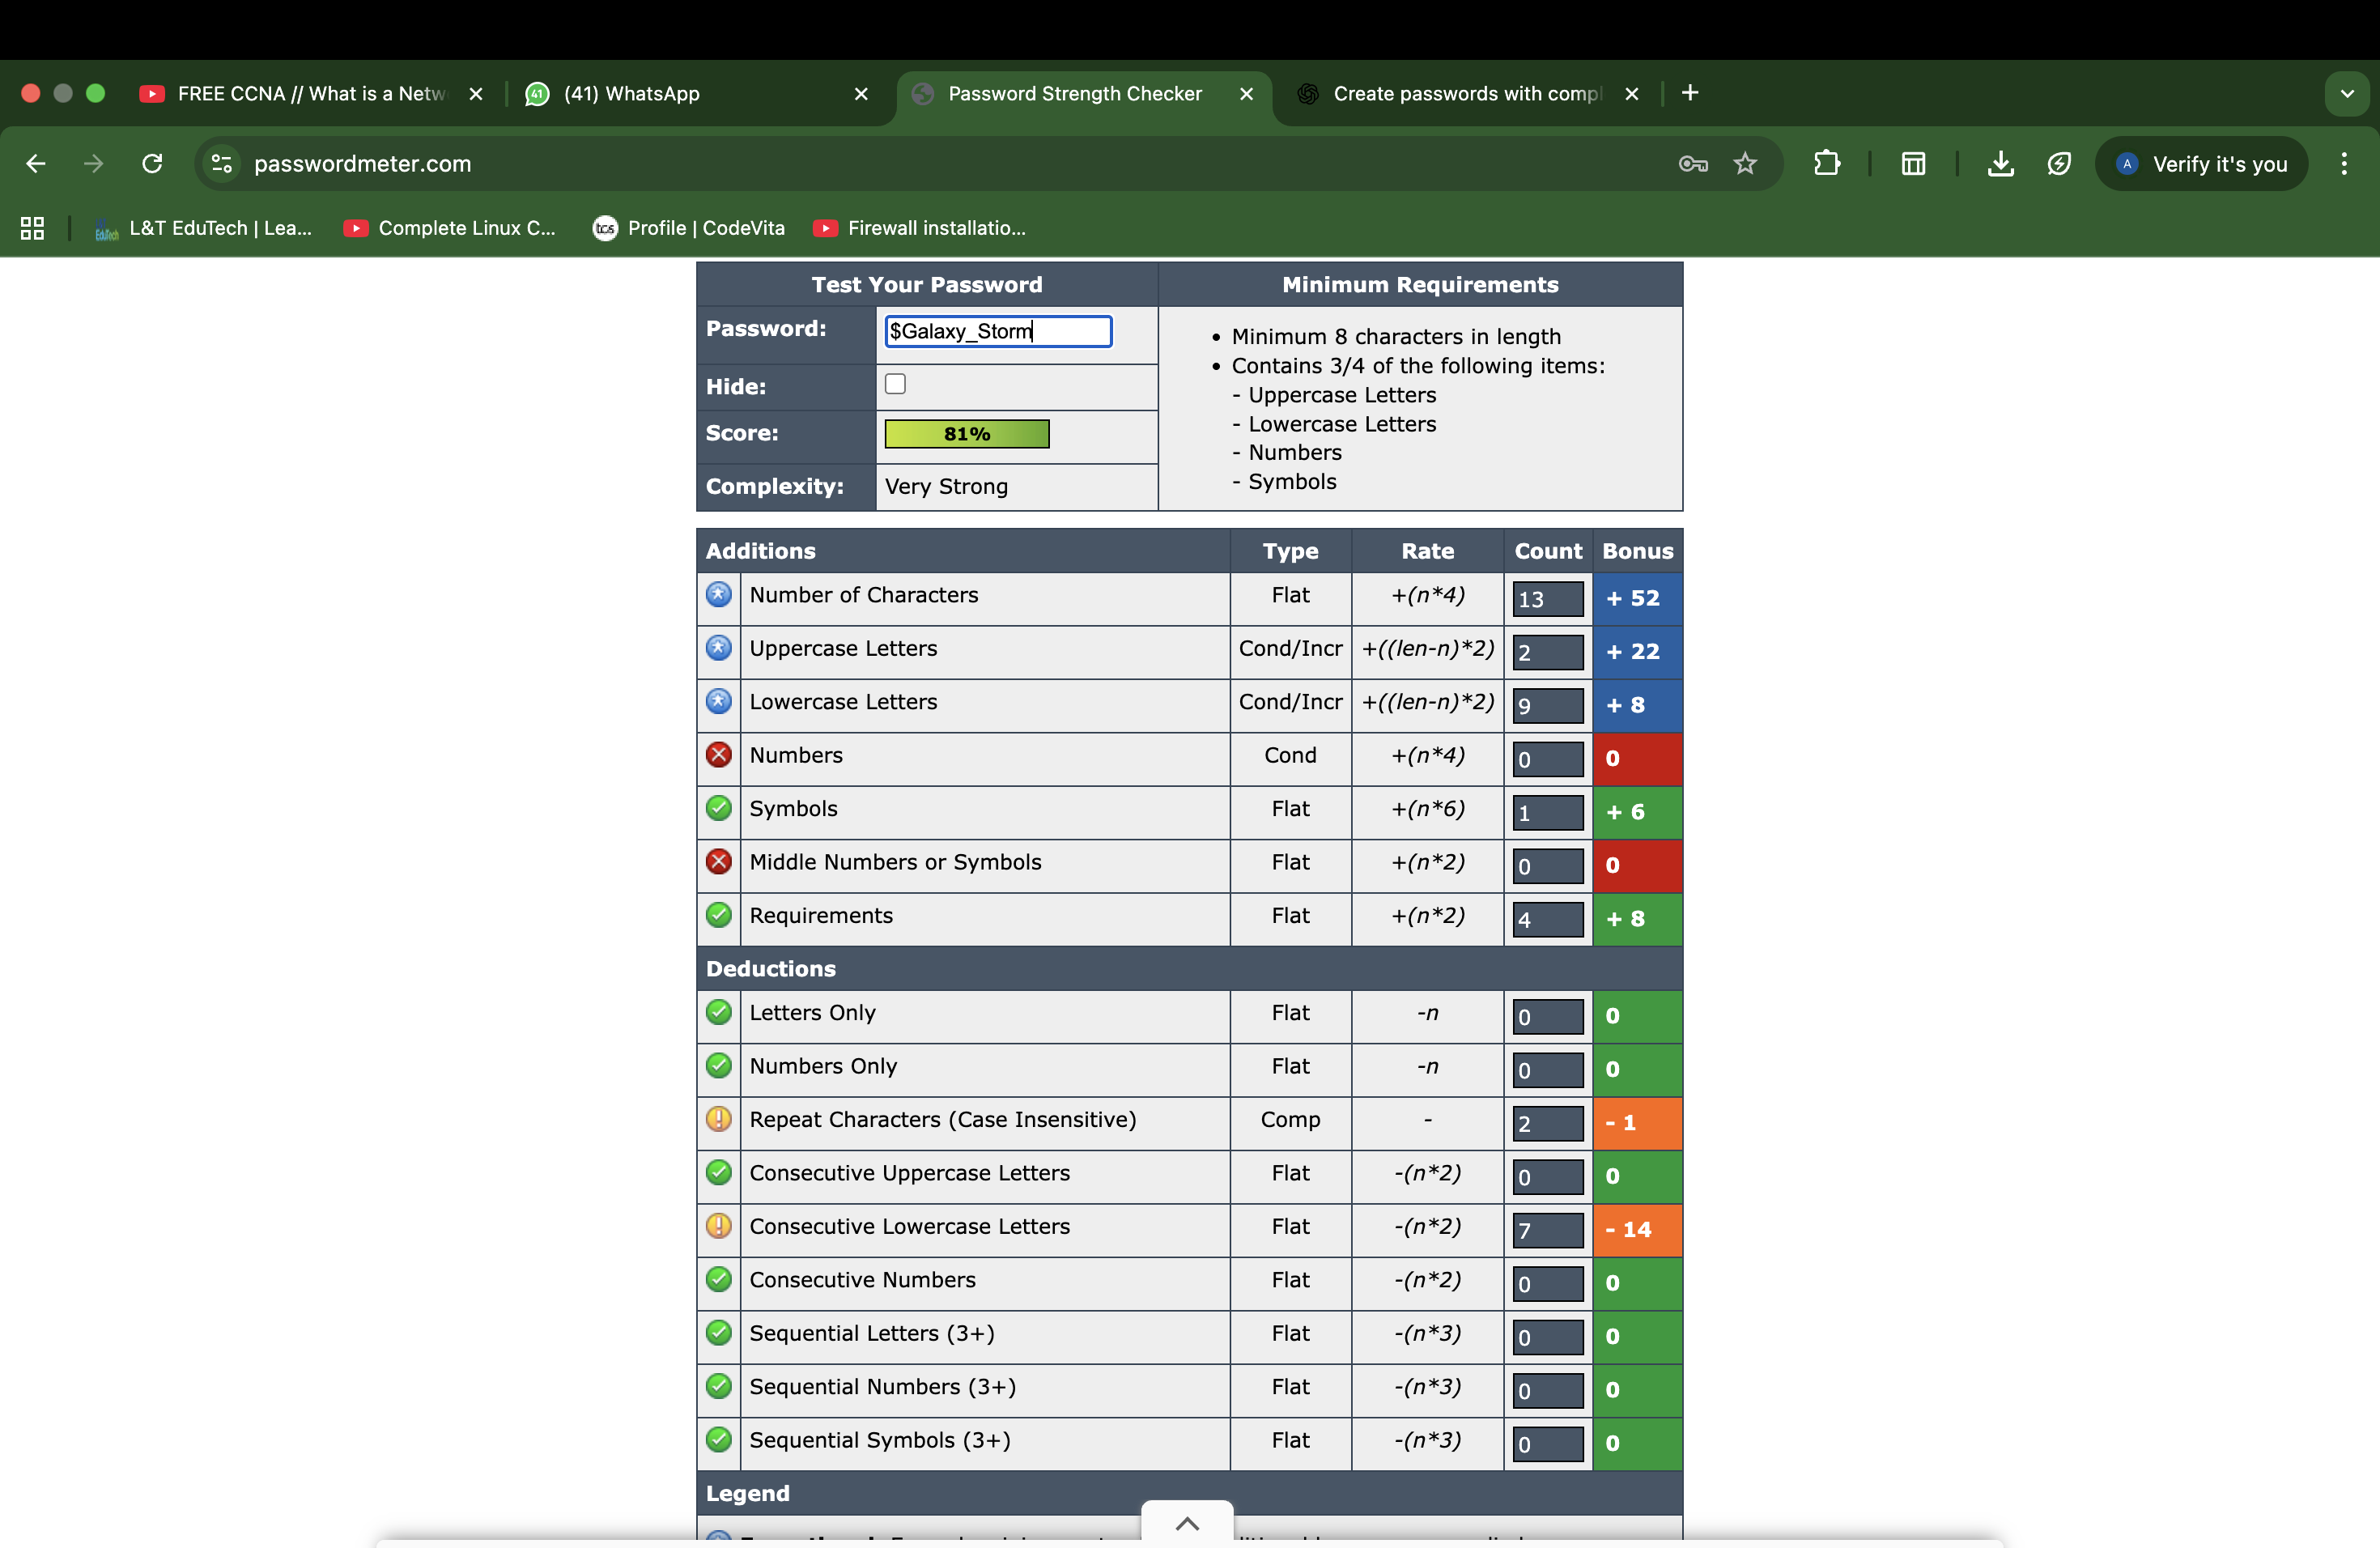 FREE CCNA // What is a Netw
(41) WhatsApp
Password Strength Checker
Create passwords with compl
passwordmeter.com
Verify it's you
L&T EduTech | Lea...
Complete Linux C...
Profile | CodeVita
Firewall installatio...
Test Your Password
Minimum Requirements
Password:
$Galaxy_Storm
Hide:
Score:
81%
Complexity:
Very Strong
• Minimum 8 characters in length
• Contains 3/4 of the following items:
- Uppercase Letters
- Lowercase Letters
- Numbers
- Symbols
Additions Type Rate Count Bonus
Number of Characters Flat +(n*4) 13 + 52
Uppercase Letters Cond/Incr +((len-n)*2) 2 + 22
Lowercase Letters Cond/Incr +((len-n)*2) 9 + 8
Numbers Cond +(n*4) 0 0
Symbols Flat +(n*6) 1 + 6
Middle Numbers or Symbols Flat +(n*2) 0 0
Requirements Flat +(n*2) 4 + 8
Deductions
Letters Only Flat -n 0 0
Numbers Only Flat -n 0 0
Repeat Characters (Case Insensitive) Comp - 2 - 1
Consecutive Uppercase Letters Flat -(n*2) 0 0
Consecutive Lowercase Letters Flat -(n*2) 7 - 14
Consecutive Numbers Flat -(n*2) 0 0
Sequential Letters (3+) Flat -(n*3) 0 0
Sequential Numbers (3+) Flat -(n*3) 0 0
Sequential Symbols (3+) Flat -(n*3) 0 0
Legend